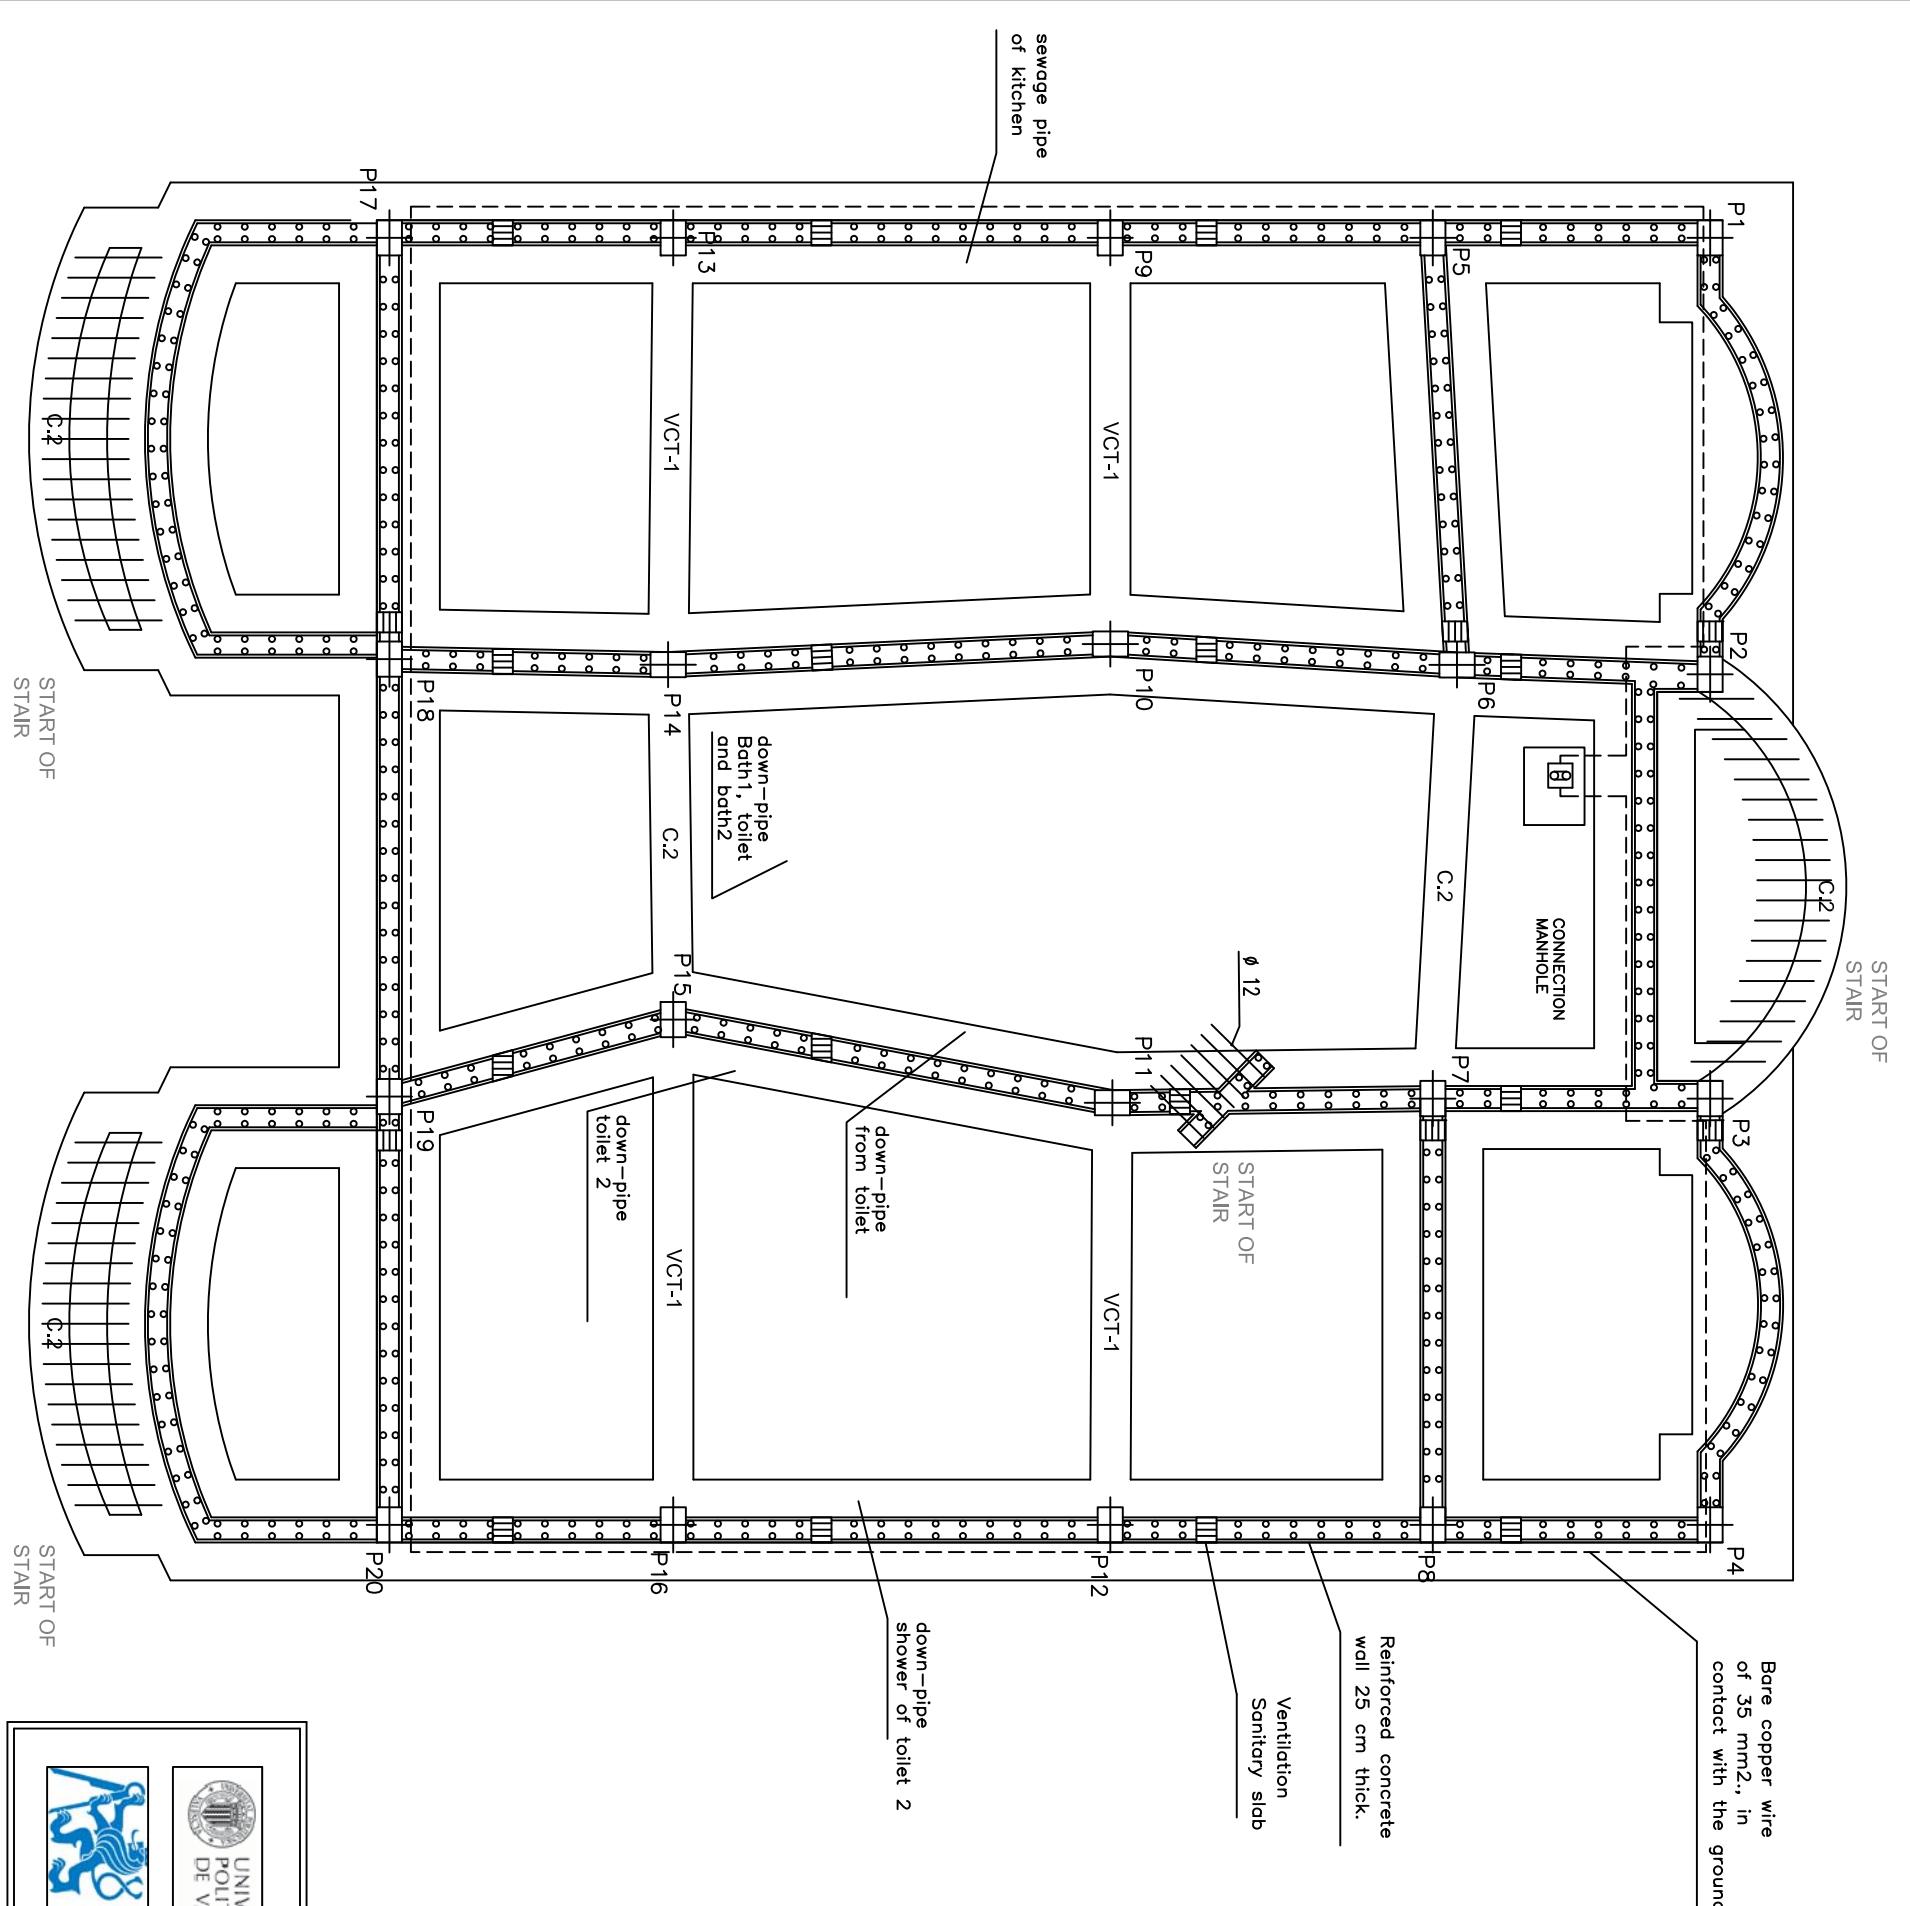 sewage pipe
of kitchen
P1
P5
P9
P13
P17
VCT-1
VCT-1
C.2
P2
P6
P10
P14
P18
START OF
STAIR
down-pipe
Bath1, toilet
and bath2
C.2
C.2
C.2
CONNECTION
MANHOLE
START OF
STAIR
ø 12
P3
P7
P11
P15
P19
down-pipe
toilet 2
down-pipe
from toilet
START OF
STAIR
VCT-1
VCT-1
C.2
P4
P8
P12
P16
P20
START OF
STAIR
down-pipe
shower of toilet 2
Ventilation
Sanitary slab
Reinforced concrete
wall 25 cm thick.
Bare copper wire
of 35 mm2., in
contact with the ground
UNIV
POLI
DE V